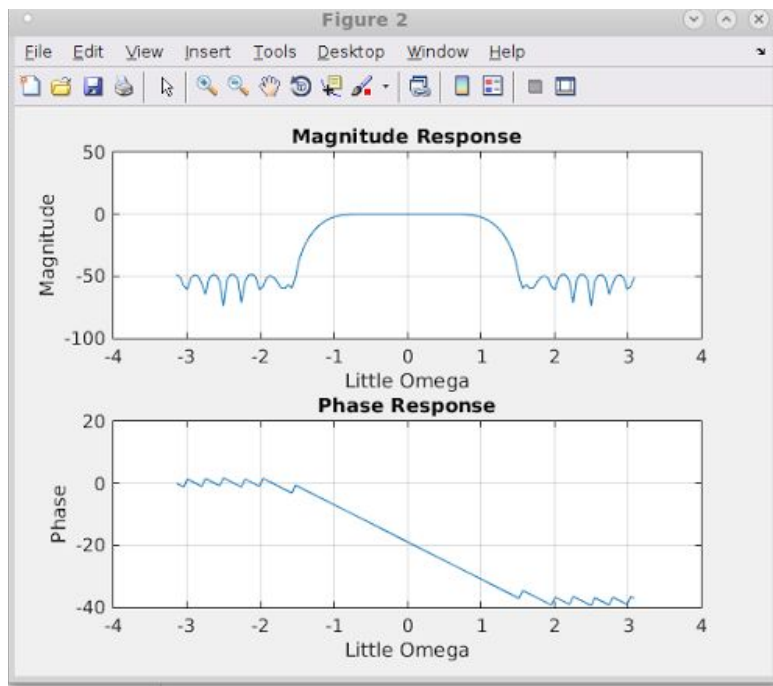 Figure 2
File Edit View Insert Tools Desktop Window Help
Magnitude Response
50
0
-50
-100
Magnitude
-4 -3 -2 -1 0 1 2 3 4
Little Omega
Phase Response
20
0
-20
-40
Phase
-4 -3 -2 -1 0 1 2 3 4
Little Omega